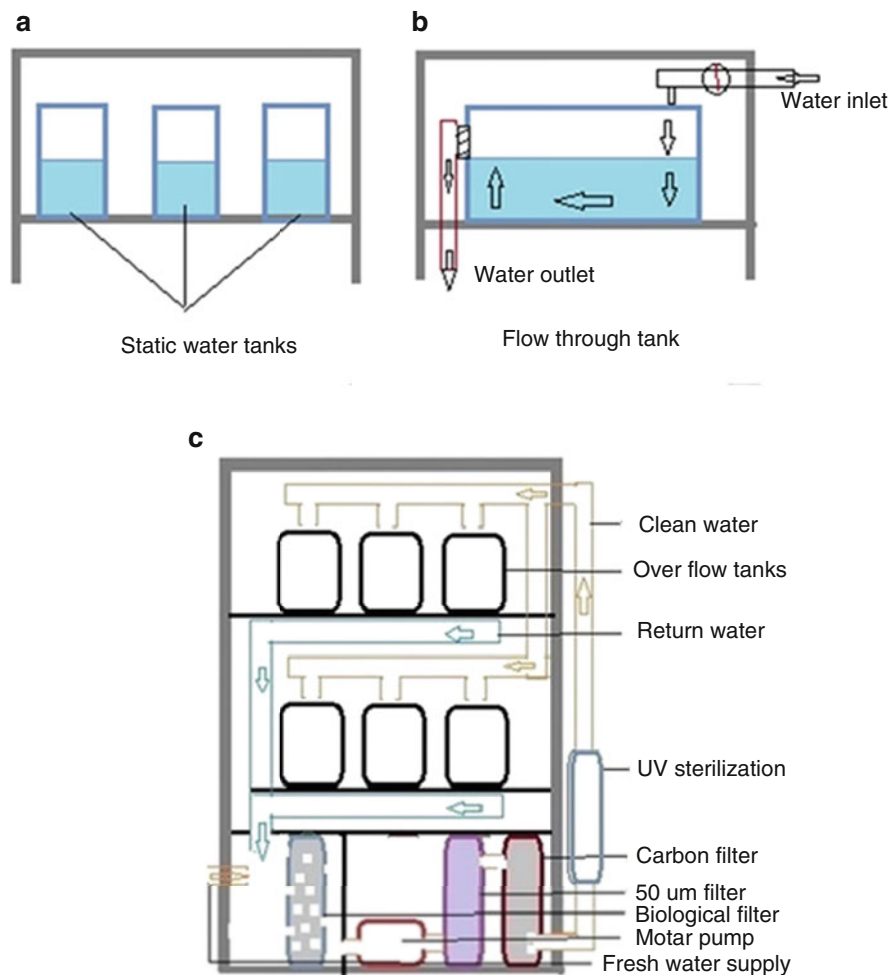 a
b
Water inlet
Water outlet
Static water tanks
Flow through tank
c
Clean water
Over flow tanks
Return water
UV sterilization
Carbon filter
50 um filter
Biological filter
Motar pump
Fresh water supply